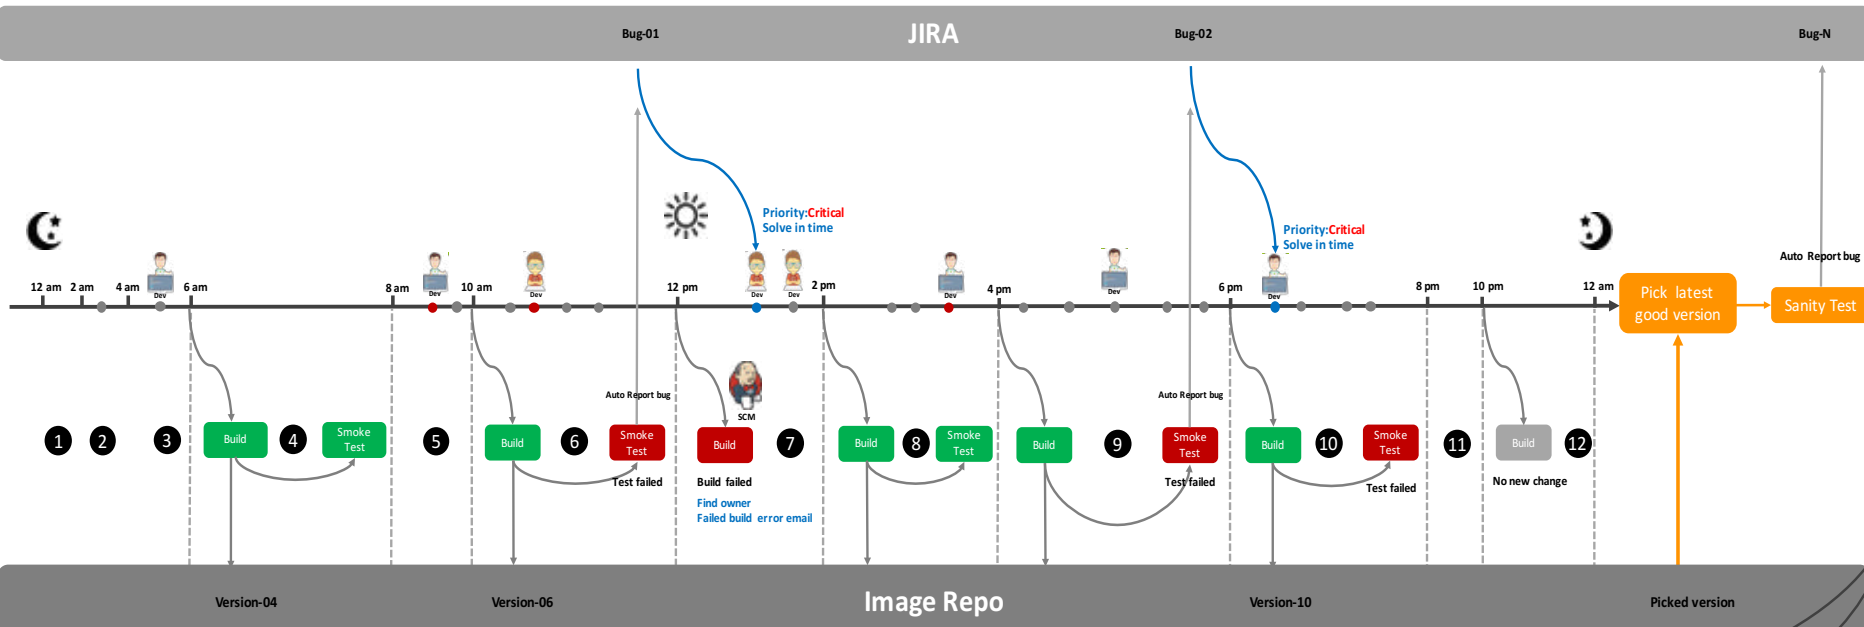 JIRA
Bug-01
Bug-02
Bug-N
Priority:Critical
Solve in time
Priority:Critical
Solve in time
Auto Report bug
12 am
2 am
4 am
Dev
6 am
8 am
Dev
10 am
Dev
12 pm
Dev
Dev
2 pm
Dev
4 pm
Dev
6 pm
Dev
8 pm
10 pm
12 am
Pick latest
good version
Sanity Test
Auto Report bug
SCM
Auto Report bug
1
2
3
Build
4
Smoke
Test
5
Build
6
Smoke
Test
Build
7
Build
8
Smoke
Test
Build
9
Smoke
Test
Build
10
Smoke
Test
11
Build
12
Test failed
Build failed
Find owner
Failed build error email
Test failed
Test failed
No new change
Version-04
Version-06
Image Repo
Version-10
Picked version